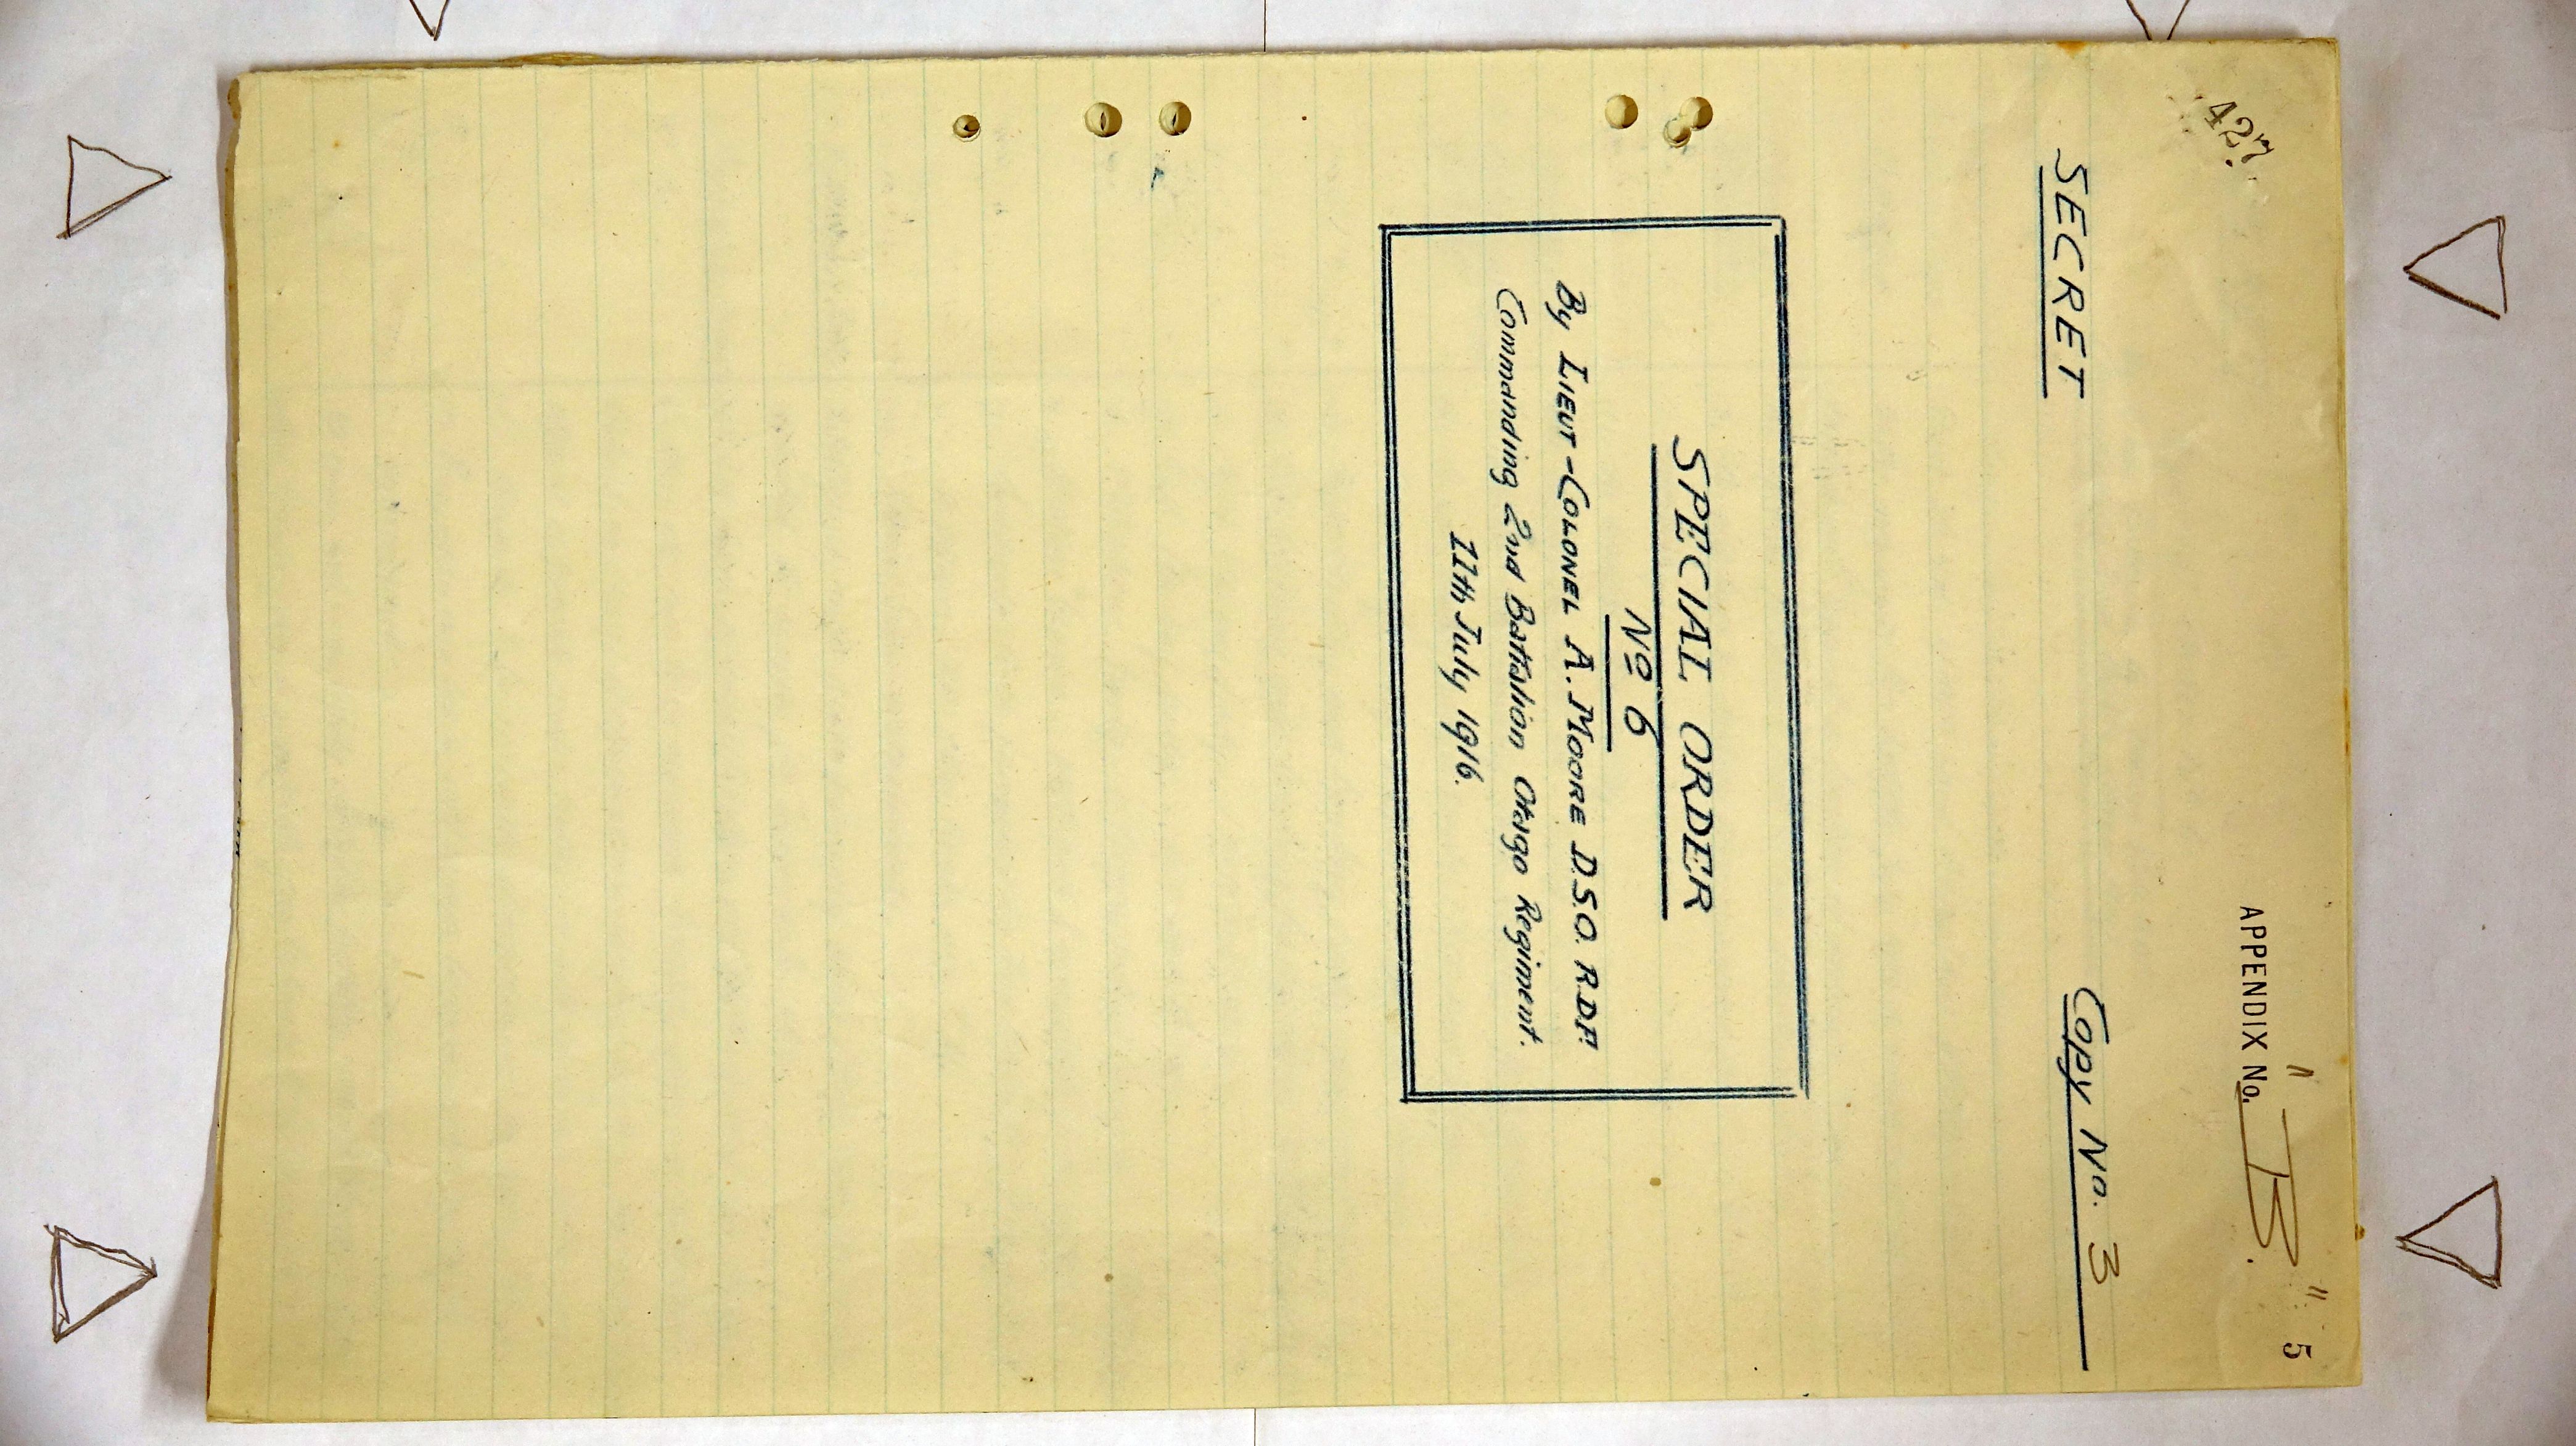 427.
APPENDIX No. "B."
5
SECRET
Copy No. 3
SPECIAL ORDER
Nº 6
By LIEUT-COLONEL A. MOORE D.S.O. R.D.F.
Commanding 2nd Battalion Otago Regiment.
11th July 1916.